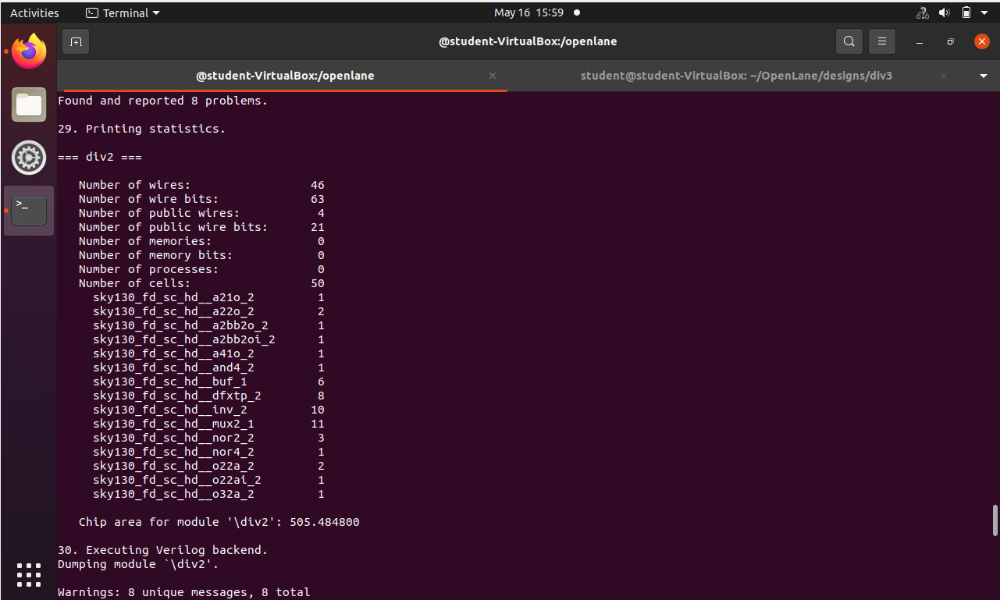 Activities Terminal May 16 15:59
@student-VirtualBox:/openlane
@student-VirtualBox:/openlane student@student-VirtualBox: ~/OpenLane/designs/div3
Found and reported 8 problems.
29. Printing statistics.
=== div2 ===
Number of wires: 46
Number of wire bits: 63
Number of public wires: 4
Number of public wire bits: 21
Number of memories: 0
Number of memory bits: 0
Number of processes: 0
Number of cells: 50
sky130_fd_sc_hd__a21o_2 1
sky130_fd_sc_hd__a22o_2 2
sky130_fd_sc_hd__a2bb2o_2 1
sky130_fd_sc_hd__a2bb2oi_2 1
sky130_fd_sc_hd__a41o_2 1
sky130_fd_sc_hd__and4_2 1
sky130_fd_sc_hd__buf_1 6
sky130_fd_sc_hd__dfxtp_2 8
sky130_fd_sc_hd__inv_2 10
sky130_fd_sc_hd__mux2_1 11
sky130_fd_sc_hd__nor2_2 3
sky130_fd_sc_hd__nor4_2 1
sky130_fd_sc_hd__o22a_2 2
sky130_fd_sc_hd__o22ai_2 1
sky130_fd_sc_hd__o32a_2 1
Chip area for module '\div2': 505.484800
30. Executing Verilog backend.
Dumping module `\div2'.
Warnings: 8 unique messages, 8 total